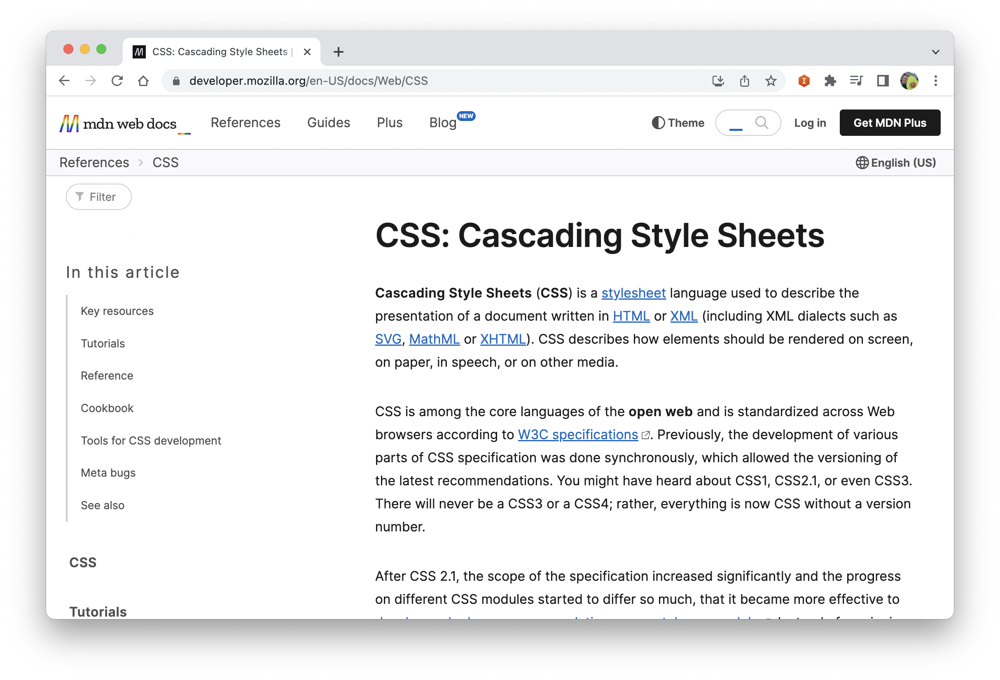 CSS: Cascading Style Sheets |
developer.mozilla.org/en-US/docs/Web/CSS
mdn web docs
References
Guides
Plus
Blog
NEW
Theme
Log in
Get MDN Plus
References > CSS
English (US)
Filter
In this article
Key resources
Tutorials
Reference
Cookbook
Tools for CSS development
Meta bugs
See also
CSS
Tutorials
CSS: Cascading Style Sheets
Cascading Style Sheets (CSS) is a stylesheet language used to describe the
presentation of a document written in HTML or XML (including XML dialects such as
SVG, MathML or XHTML). CSS describes how elements should be rendered on screen,
on paper, in speech, or on other media.
CSS is among the core languages of the open web and is standardized across Web
browsers according to W3C specifications. Previously, the development of various
parts of CSS specification was done synchronously, which allowed the versioning of
the latest recommendations. You might have heard about CSS1, CSS2.1, or even CSS3.
There will never be a CSS3 or a CSS4; rather, everything is now CSS without a version
number.
After CSS 2.1, the scope of the specification increased significantly and the progress
on different CSS modules started to differ so much, that it became more effective to